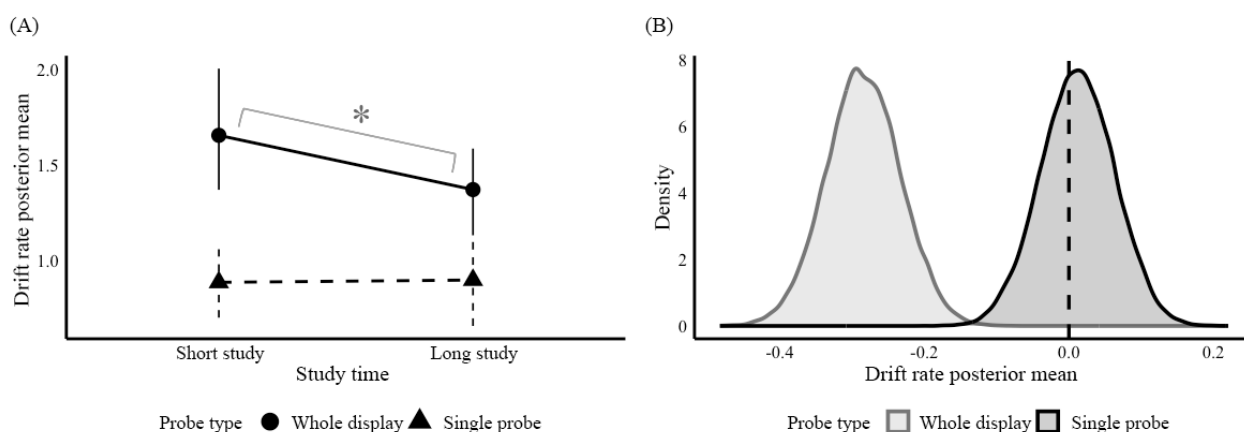 (A)
Drift rate posterior mean
2.0
1.5
1.0
*
Short study
Long study
Study time
Probe type Whole display Single probe
(B)
Density
8
6
4
2
0
-0.4
-0.2
0.0
0.2
Drift rate posterior mean
Probe type Whole display Single probe